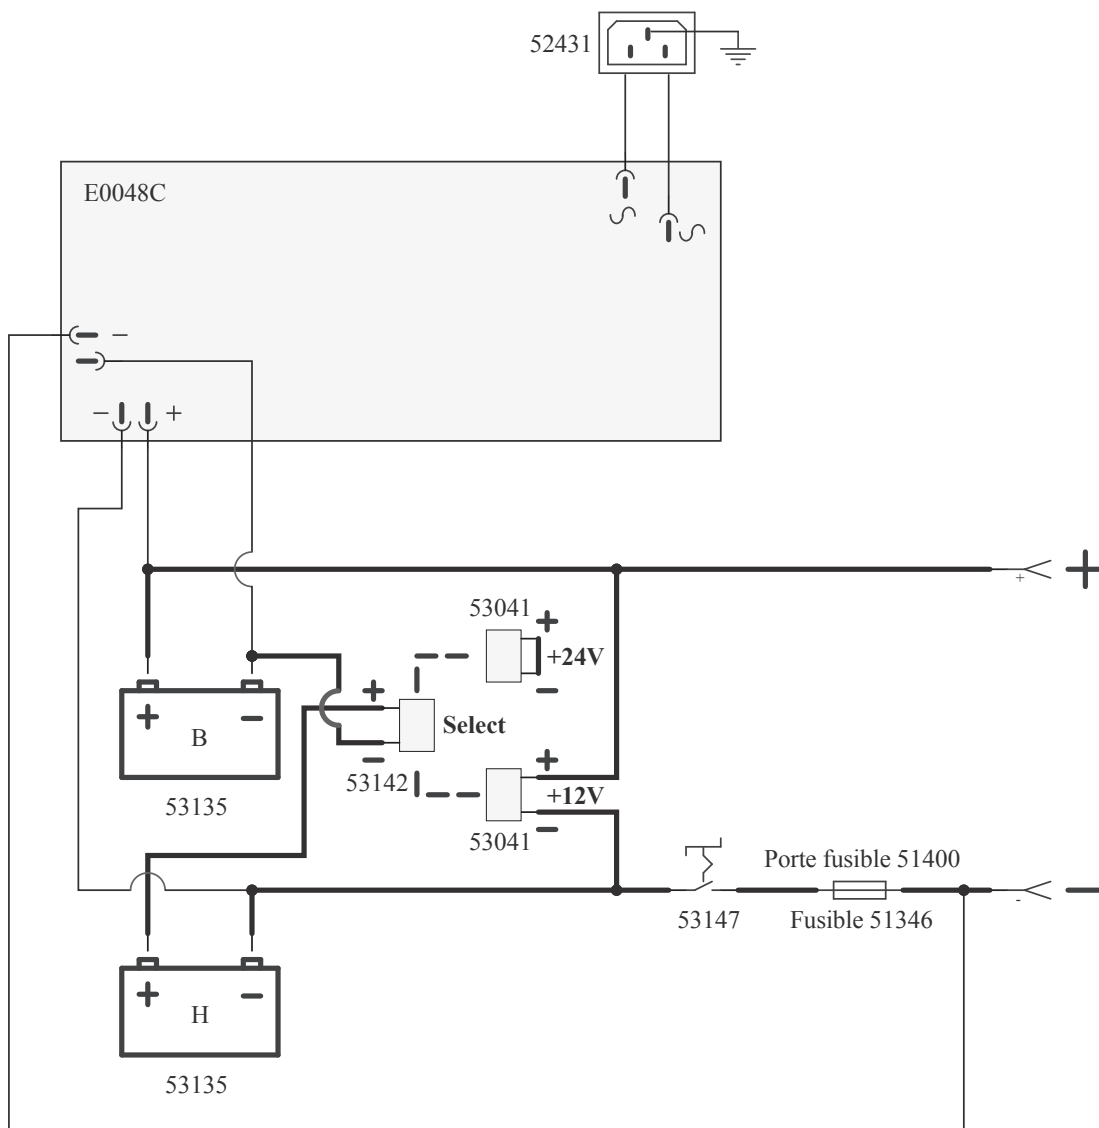 52431
E0048C
−
− +
+
+
53041
+
+24V
−
+
Select
−
53142
+ −
B
53135
+
+12V
−
53041
Porte fusible 51400
53147
Fusible 51346
-
−
+ −
H
53135